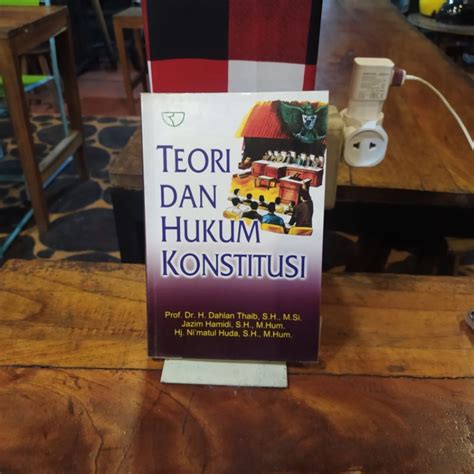 TEORI
DAN
HUKUM
KONSTITUSI
Prof. Dr. H. Dahlan Thaib, S.H., M.Si.
Jazim Hamidi, S.H., M.Hum.
Hj. Ni'matul Huda, S.H., M.Hum.